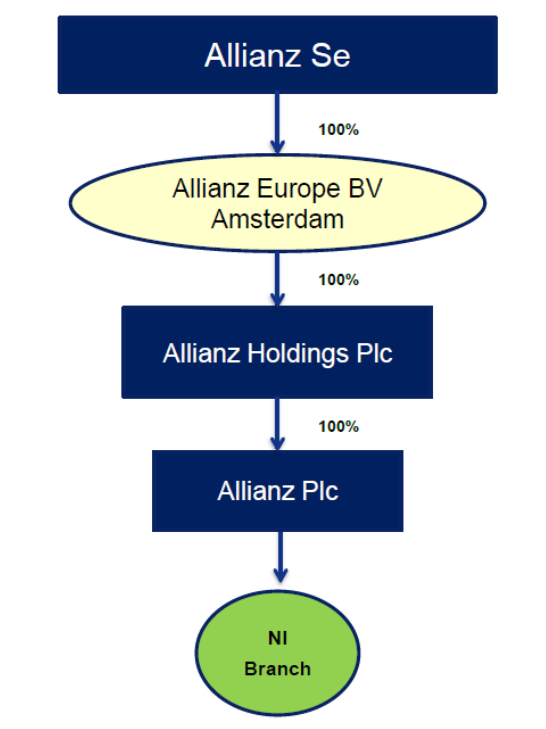 Allianz Se
100%
Allianz Europe BV
Amsterdam
100%
Allianz Holdings Plc
100%
Allianz Plc
NI
Branch